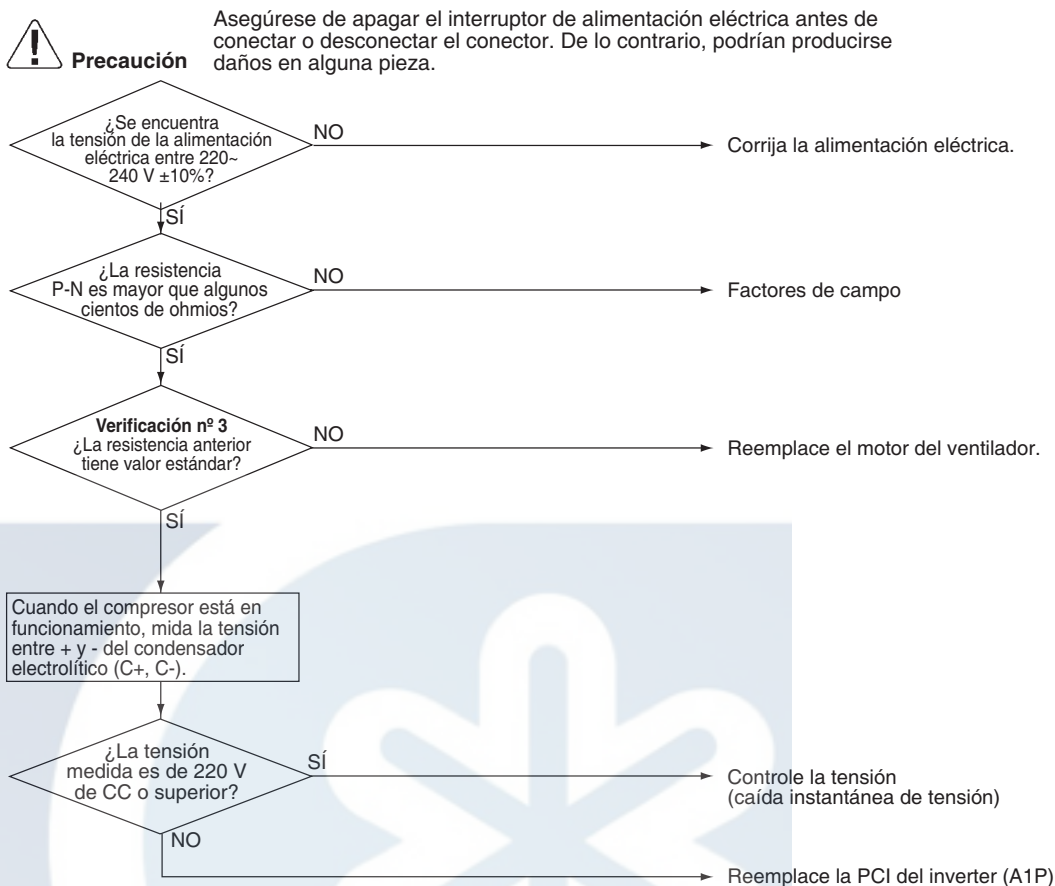 Asegúrese de apagar el interruptor de alimentación eléctrica antes de
conectar o desconectar el conector. De lo contrario, podrían producirse
daños en alguna pieza.
Precaución
¿Se encuentra
la tensión de la alimentación
eléctrica entre 220~
240 V ±10%?
NO
Corrija la alimentación eléctrica.
SÍ
¿La resistencia
P-N es mayor que algunos
cientos de ohmios?
NO
Factores de campo
SÍ
Verificación nº 3
¿La resistencia anterior
tiene valor estándar?
NO
Reemplace el motor del ventilador.
SÍ
Cuando el compresor está en
funcionamiento, mida la tensión
entre + y - del condensador
electrolítico (C+, C-).
¿La tensión
medida es de 220 V
de CC o superior?
SÍ
Controle la tensión
(caída instantánea de tensión)
NO
Reemplace la PCI del inverter (A1P)